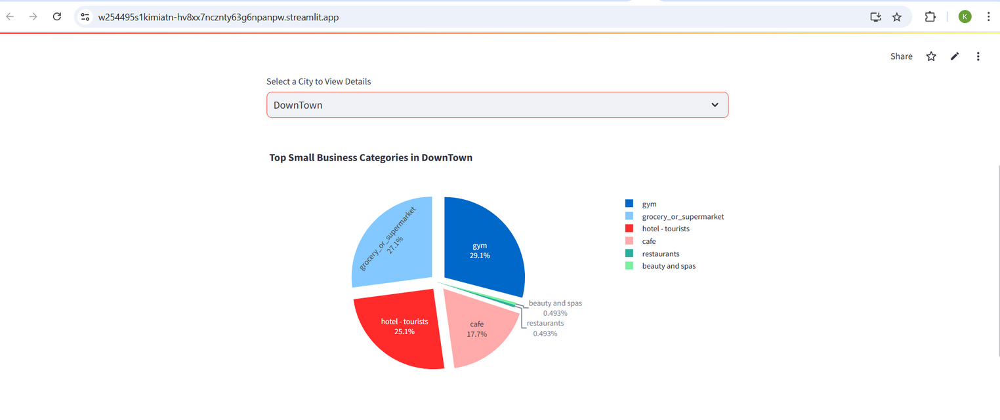 w254495s1kimiatn-hv8xx7ncznty63g6npanpw.streamlit.app
K
Share
Select a City to View Details
DownTown
Top Small Business Categories in DownTown
grocery_or_supermarket
27.1%
gym
29.1%
hotel - tourists
25.1%
cafe
17.7%
beauty and spas
0.493%
restaurants
0.493%
gym
grocery_or_supermarket
hotel - tourists
cafe
restaurants
beauty and spas